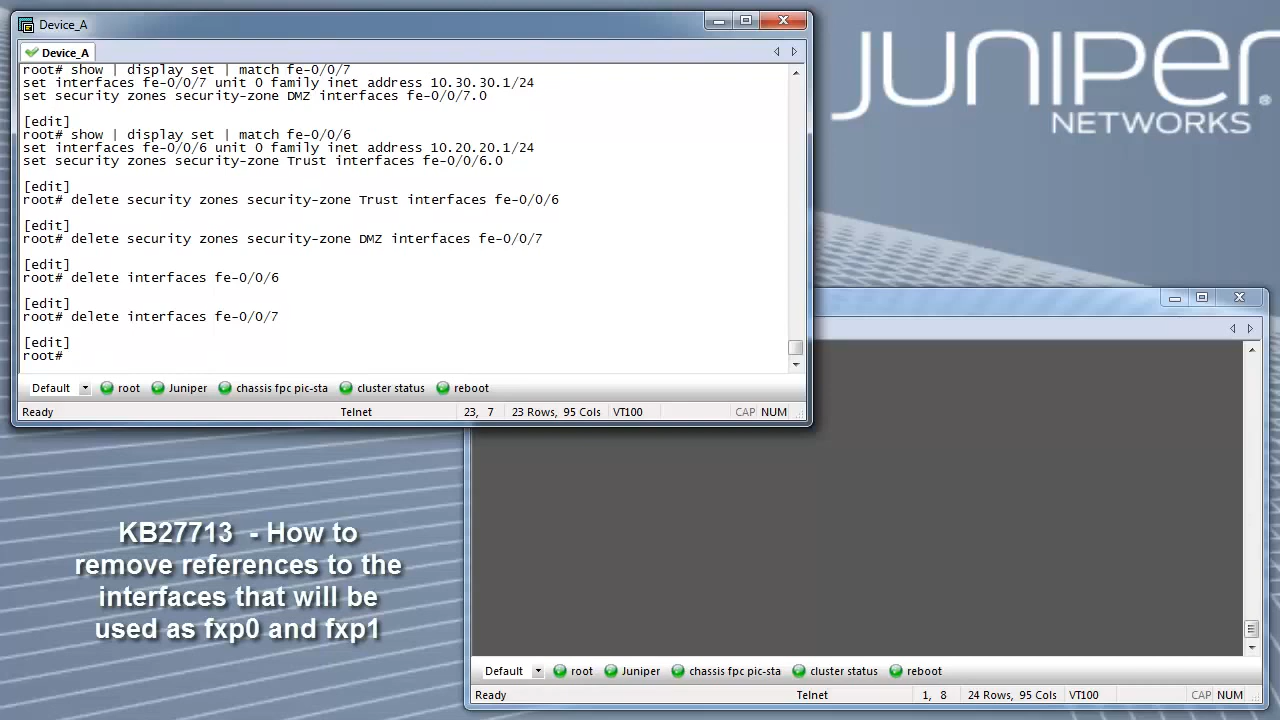 Device_A
Device_A
root# show | display set | match fe-0/0/7
set interfaces fe-0/0/7 unit 0 family inet address 10.30.30.1/24
set security zones security-zone DMZ interfaces fe-0/0/7.0
[edit]
root# show | display set | match fe-0/0/6
set interfaces fe-0/0/6 unit 0 family inet address 10.20.20.1/24
set security zones security-zone Trust interfaces fe-0/0/6.0
[edit]
root# delete security zones security-zone Trust interfaces fe-0/0/6
[edit]
root# delete security zones security-zone DMZ interfaces fe-0/0/7
[edit]
root# delete interfaces fe-0/0/6
[edit]
root# delete interfaces fe-0/0/7
[edit]
root#
Default root Juniper chassis fpc pic-sta cluster status reboot
Ready Telnet 23, 7 23 Rows, 95 Cols VT100 CAP NUM
JUNIPER
NETWORKS
KB27713 - How to
remove references to the
interfaces that will be
used as fxp0 and fxp1
Default root Juniper chassis fpc pic-sta cluster status reboot
Ready Telnet 1, 8 24 Rows, 95 Cols VT100 CAP NUM